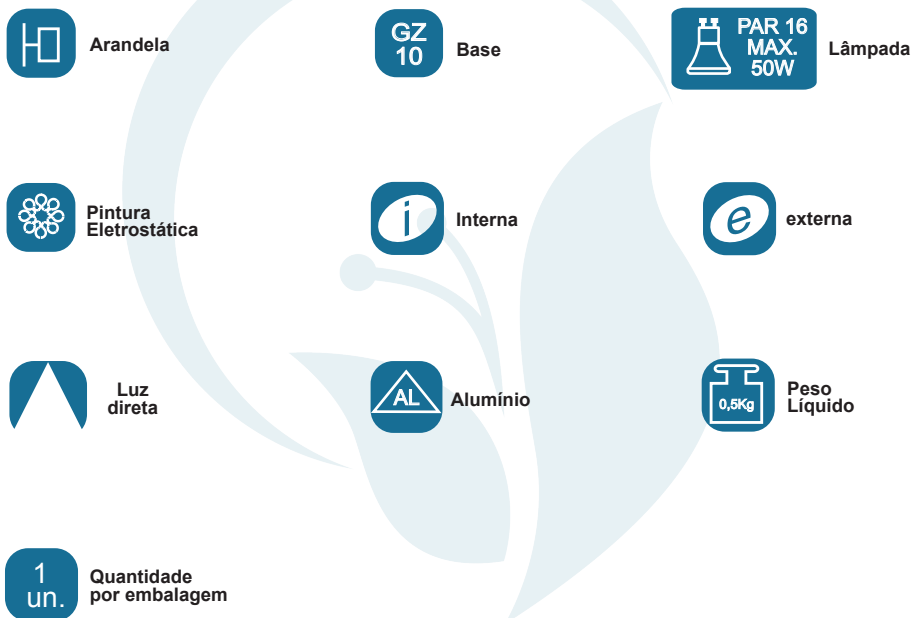 Arandela
GZ
10
Base
PAR 16
MAX.
50W
Lâmpada
Pintura
Eletrostática
i
Interna
e
externa
Luz
direta
AL
Alumínio
0,5Kg
Peso
Líquido
1
un.
Quantidade
por embalagem